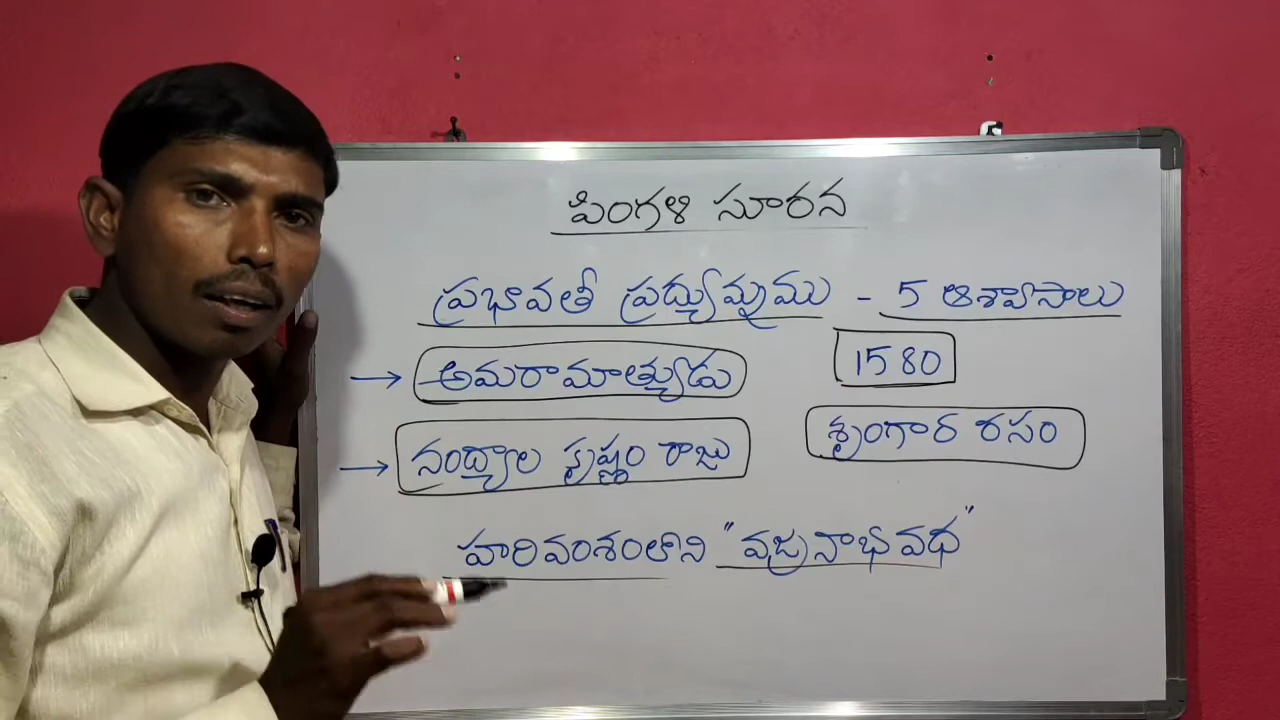 పింగళి సూరన
ప్రభావతీ ప్రద్యుమ్నము - 5 ఆశ్వాసాలు
→ అమరామాత్యుడు
1580
→ నంద్యాల కృష్ణం రాజు
శృంగార రసం
హరివంశంలొని "వజ్రనాభవధ"